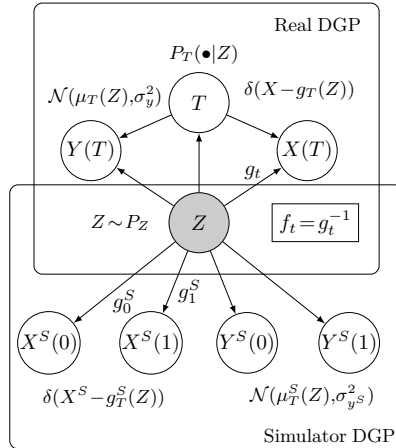 Real DGP
P_T(•|Z)
N(μ_T(Z),σ_y^2)
T
δ(X−g_T(Z))
Y(T)
X(T)
g_t
Z∼P_Z
Z
f_t=g_t^{-1}
g_0^S
g_1^S
X^S(0)
X^S(1)
Y^S(0)
Y^S(1)
δ(X^S−g_T^S(Z))
N(μ_T^S(Z),σ_{y^S}^2)
Simulator DGP